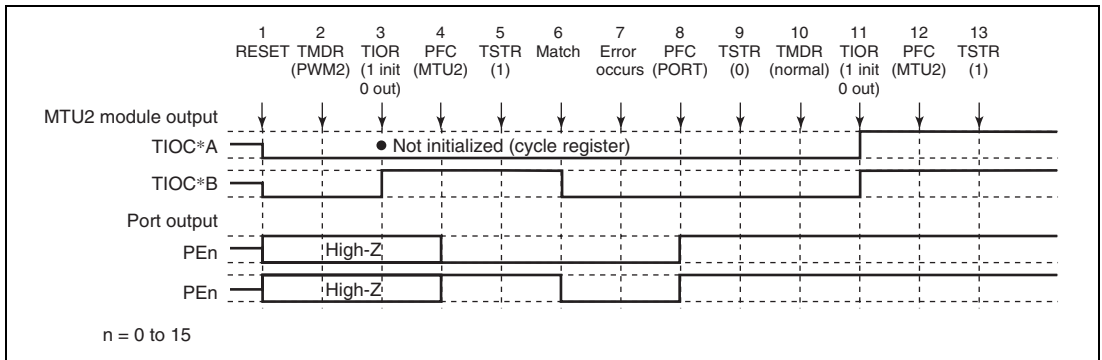 1 2 3 4 5 6 7 8 9 10 11 12 13
RESET TMDR TIOR PFC TSTR Match Error PFC TSTR TMDR TIOR PFC TSTR
(PWM2) (1 init (MTU2) (1) occurs (PORT) (0) (normal) (1 init (MTU2) (1)
0 out) 0 out)
MTU2 module output
TIOC*A ● Not initialized (cycle register)
TIOC*B
Port output
PEn High-Z
PEn High-Z
n = 0 to 15